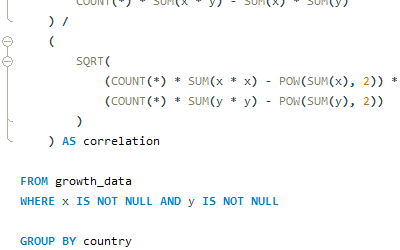 COUNT(*) * SUM(x * y) - SUM(x) * SUM(y)
) /
(
SQRT(
(COUNT(*) * SUM(x * x) - POW(SUM(x), 2)) *
(COUNT(*) * SUM(y * y) - POW(SUM(y), 2))
)
) AS correlation
FROM growth_data
WHERE x IS NOT NULL AND y IS NOT NULL
GROUP BY country